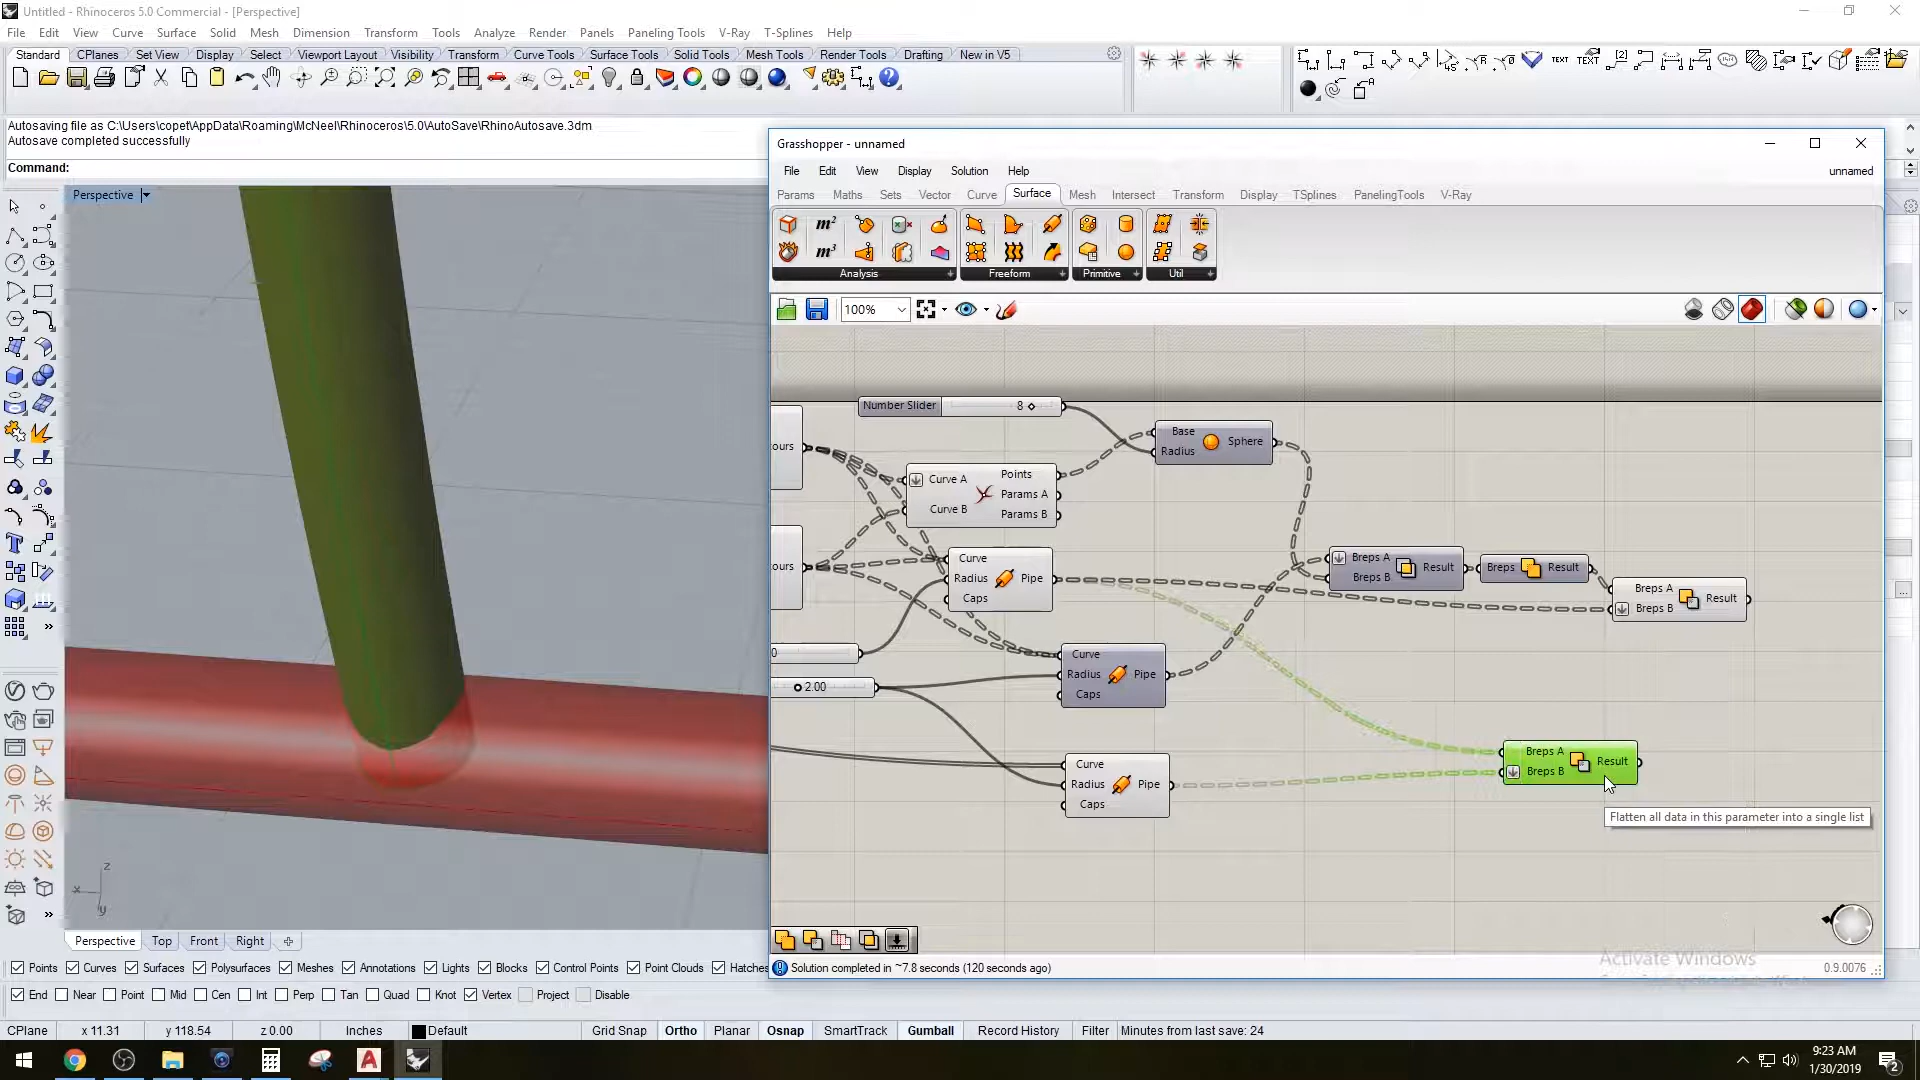 Untitled - Rhinoceros 5.0 Commercial - [Perspective]
File Edit View Curve Surface Solid Mesh Dimension Transform Tools Analyze Render Panels Paneling Tools V-Ray T-Splines Help
Standard CPlanes Set View Display Select Viewport Layout Visibility Transform Curve Tools Surface Tools Solid Tools Mesh Tools Render Tools Drafting New in V5
TEXT TEXT
Autosaving file as C:\Users\copet\AppData\Roaming\McNeel\Rhinoceros\5.0\AutoSave\RhinoAutosave.3dm
Autosave completed successfully
Command:
Perspective
Grasshopper - unnamed
File Edit View Display Solution Help
unnamed
Params Maths Sets Vector Curve Surface Mesh Intersect Transform Display TSplines PanelingTools V-Ray
m²
m³
Analysis Freeform Primitive Util
100%
Number Slider 8
Base
Radius
Sphere
ours
Curve A
Curve B
Points
Params A
Params B
ours
Curve
Radius
Caps
Pipe
Breps A
Breps B
Result
Breps Result
Breps A
Breps B
Result
0
2.00
Curve
Radius
Caps
Pipe
Curve
Radius
Caps
Pipe
Breps A
Breps B
Result
Flatten all data in this parameter into a single list
z
x
y
Activate Windows
Solution completed in ~7.8 seconds (120 seconds ago)
0.9.0076
Perspective Top Front Right
Points Curves Surfaces Polysurfaces Meshes Annotations Lights Blocks Control Points Point Clouds Hatches
End Near Point Mid Cen Int Perp Tan Quad Knot Vertex Project Disable
CPlane x 11.31 y 118.54 z 0.00 Inches Default Grid Snap Ortho Planar Osnap SmartTrack Gumball Record History Filter Minutes from last save: 24
9:23 AM
1/30/2019
2